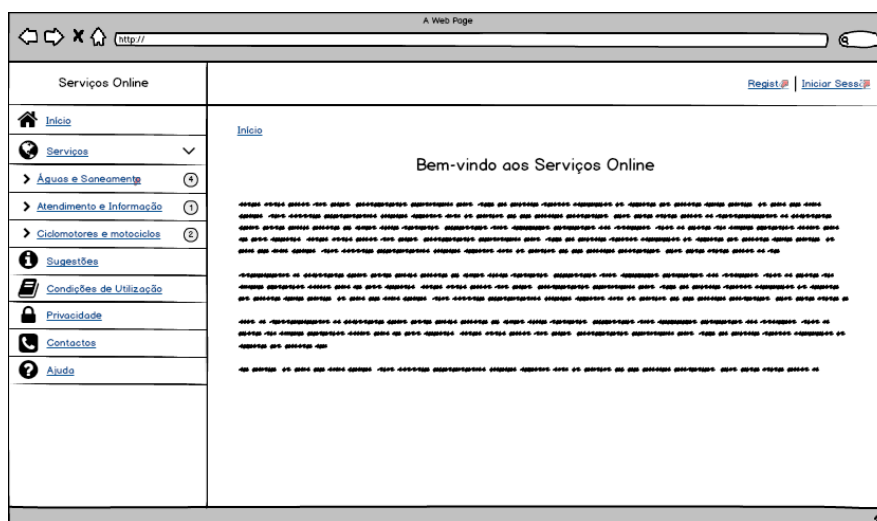 A Web Page
http://
Serviços Online
Registo | Iniciar Sessão
Início
Serviços
Águas e Saneamento 4
Atendimento e Informação 1
Ciclomotores e motociclos 2
Sugestões
Condições de Utilização
Privacidade
Contactos
Ajuda
Início
Bem-vindo aos Serviços Online